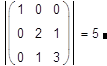 |(1 0 0
0 2 1
0 1 3)| = 5 ▪